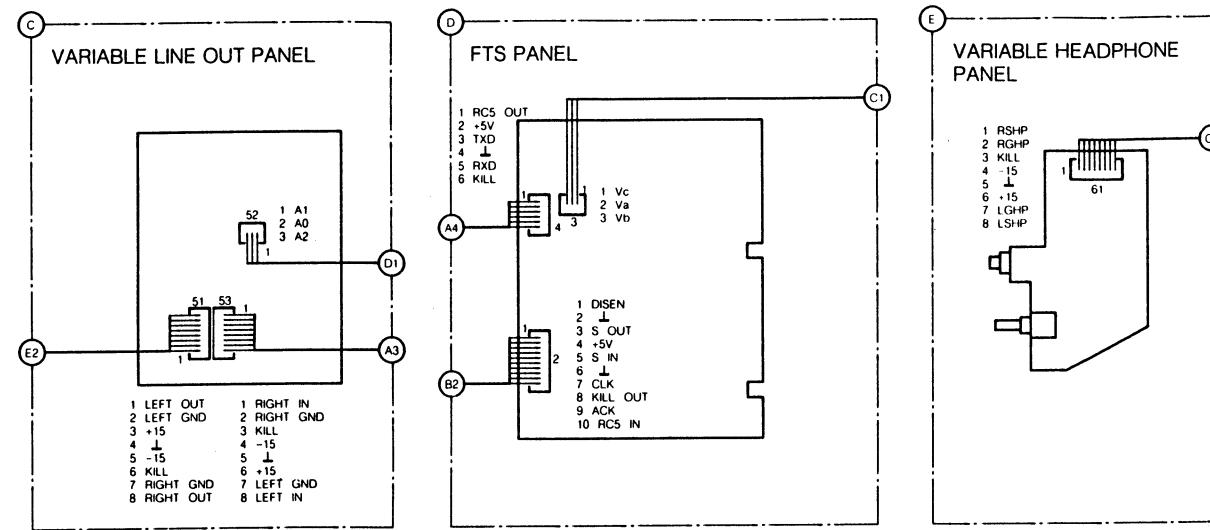 C
VARIABLE LINE OUT PANEL
52
1 A1
2 A0
3 A2
1
D1
51 53
1
1
E2
A3
1 LEFT OUT
2 LEFT GND
3 +15
4 ⊥
5 -15
6 KILL
7 RIGHT GND
8 RIGHT OUT
1 RIGHT IN
2 RIGHT GND
3 KILL
4 -15
5 ⊥
6 +15
7 LEFT GND
8 LEFT IN
D
FTS PANEL
C1
1 RC5 OUT
2 +5V
3 TXD
4 ⊥
5 RXD
6 KILL
1
4
A4
1
3
1 Vc
2 Va
3 Vb
1
2
B2
1 DISEN
2 ⊥
3 S OUT
4 +5V
5 S IN
6 ⊥
7 CLK
8 KILL OUT
9 ACK
10 RC5 IN
E
VARIABLE HEADPHONE
PANEL
1 RSHP
2 RGHP
3 KILL
4 -15
5 ⊥
6 +15
7 LGHP
8 LSHP
1
61